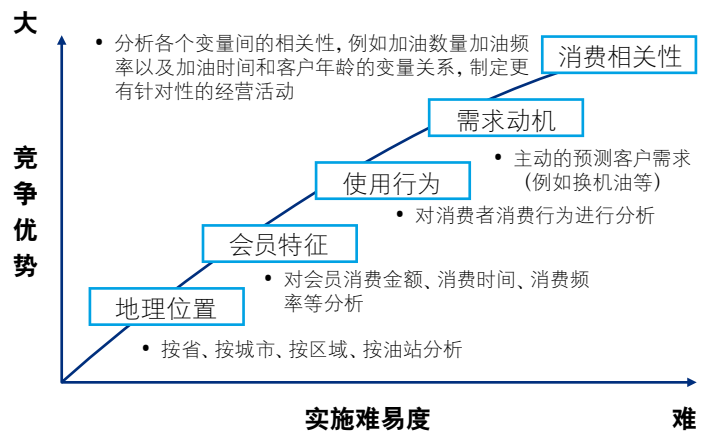 大
• 分析各个变量间的相关性，例如加油数量加油频
率以及加油时间和客户年龄的变量关系，制定更
有针对性的经营活动
消费相关性
需求动机
• 主动的预测客户需求
（例如换机油等）
竞争优势
使用行为
• 对消费者消费行为进行分析
会员特征
• 对会员消费金额、消费时间、消费频
率等分析
地理位置
• 按省、按城市、按区域、按油站分析
实施难易度
难